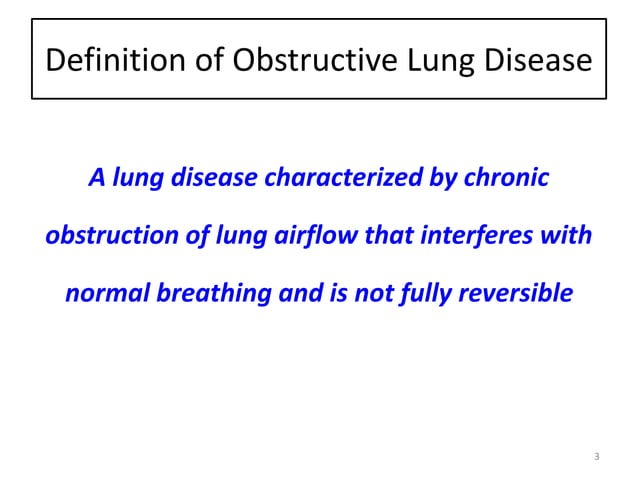 Definition of Obstructive Lung Disease
A lung disease characterized by chronic
obstruction of lung airflow that interferes with
normal breathing and is not fully reversible
3